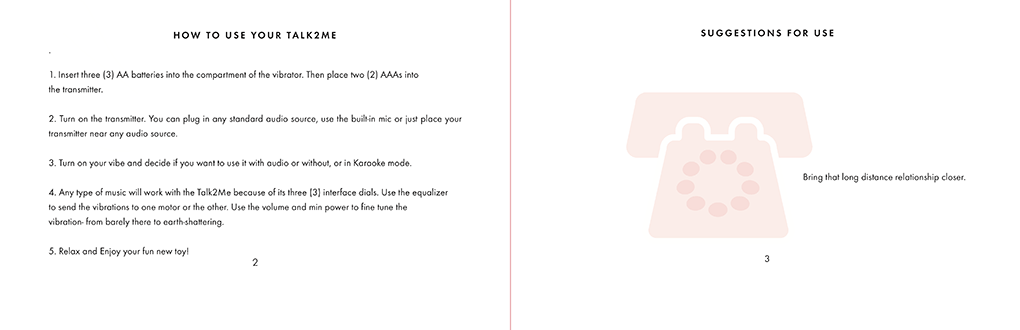 HOW TO USE YOUR TALK2ME
.
1. Insert three (3) AA batteries into the compartment of the vibrator. Then place two (2) AAAs into
the transmitter.
2. Turn on the transmitter. You can plug in any standard audio source, use the built-in mic or just place your
transmitter near any audio source.
3. Turn on your vibe and decide if you want to use it with audio or without, or in Karaoke mode.
4. Any type of music will work with the Talk2Me because of its three [3] interface dials. Use the equalizer
to send the vibrations to one motor or the other. Use the volume and min power to fine tune the
vibration- from barely there to earth-shattering.
5. Relax and Enjoy your fun new toy!
2
SUGGESTIONS FOR USE
Bring that long distance relationship closer.
3